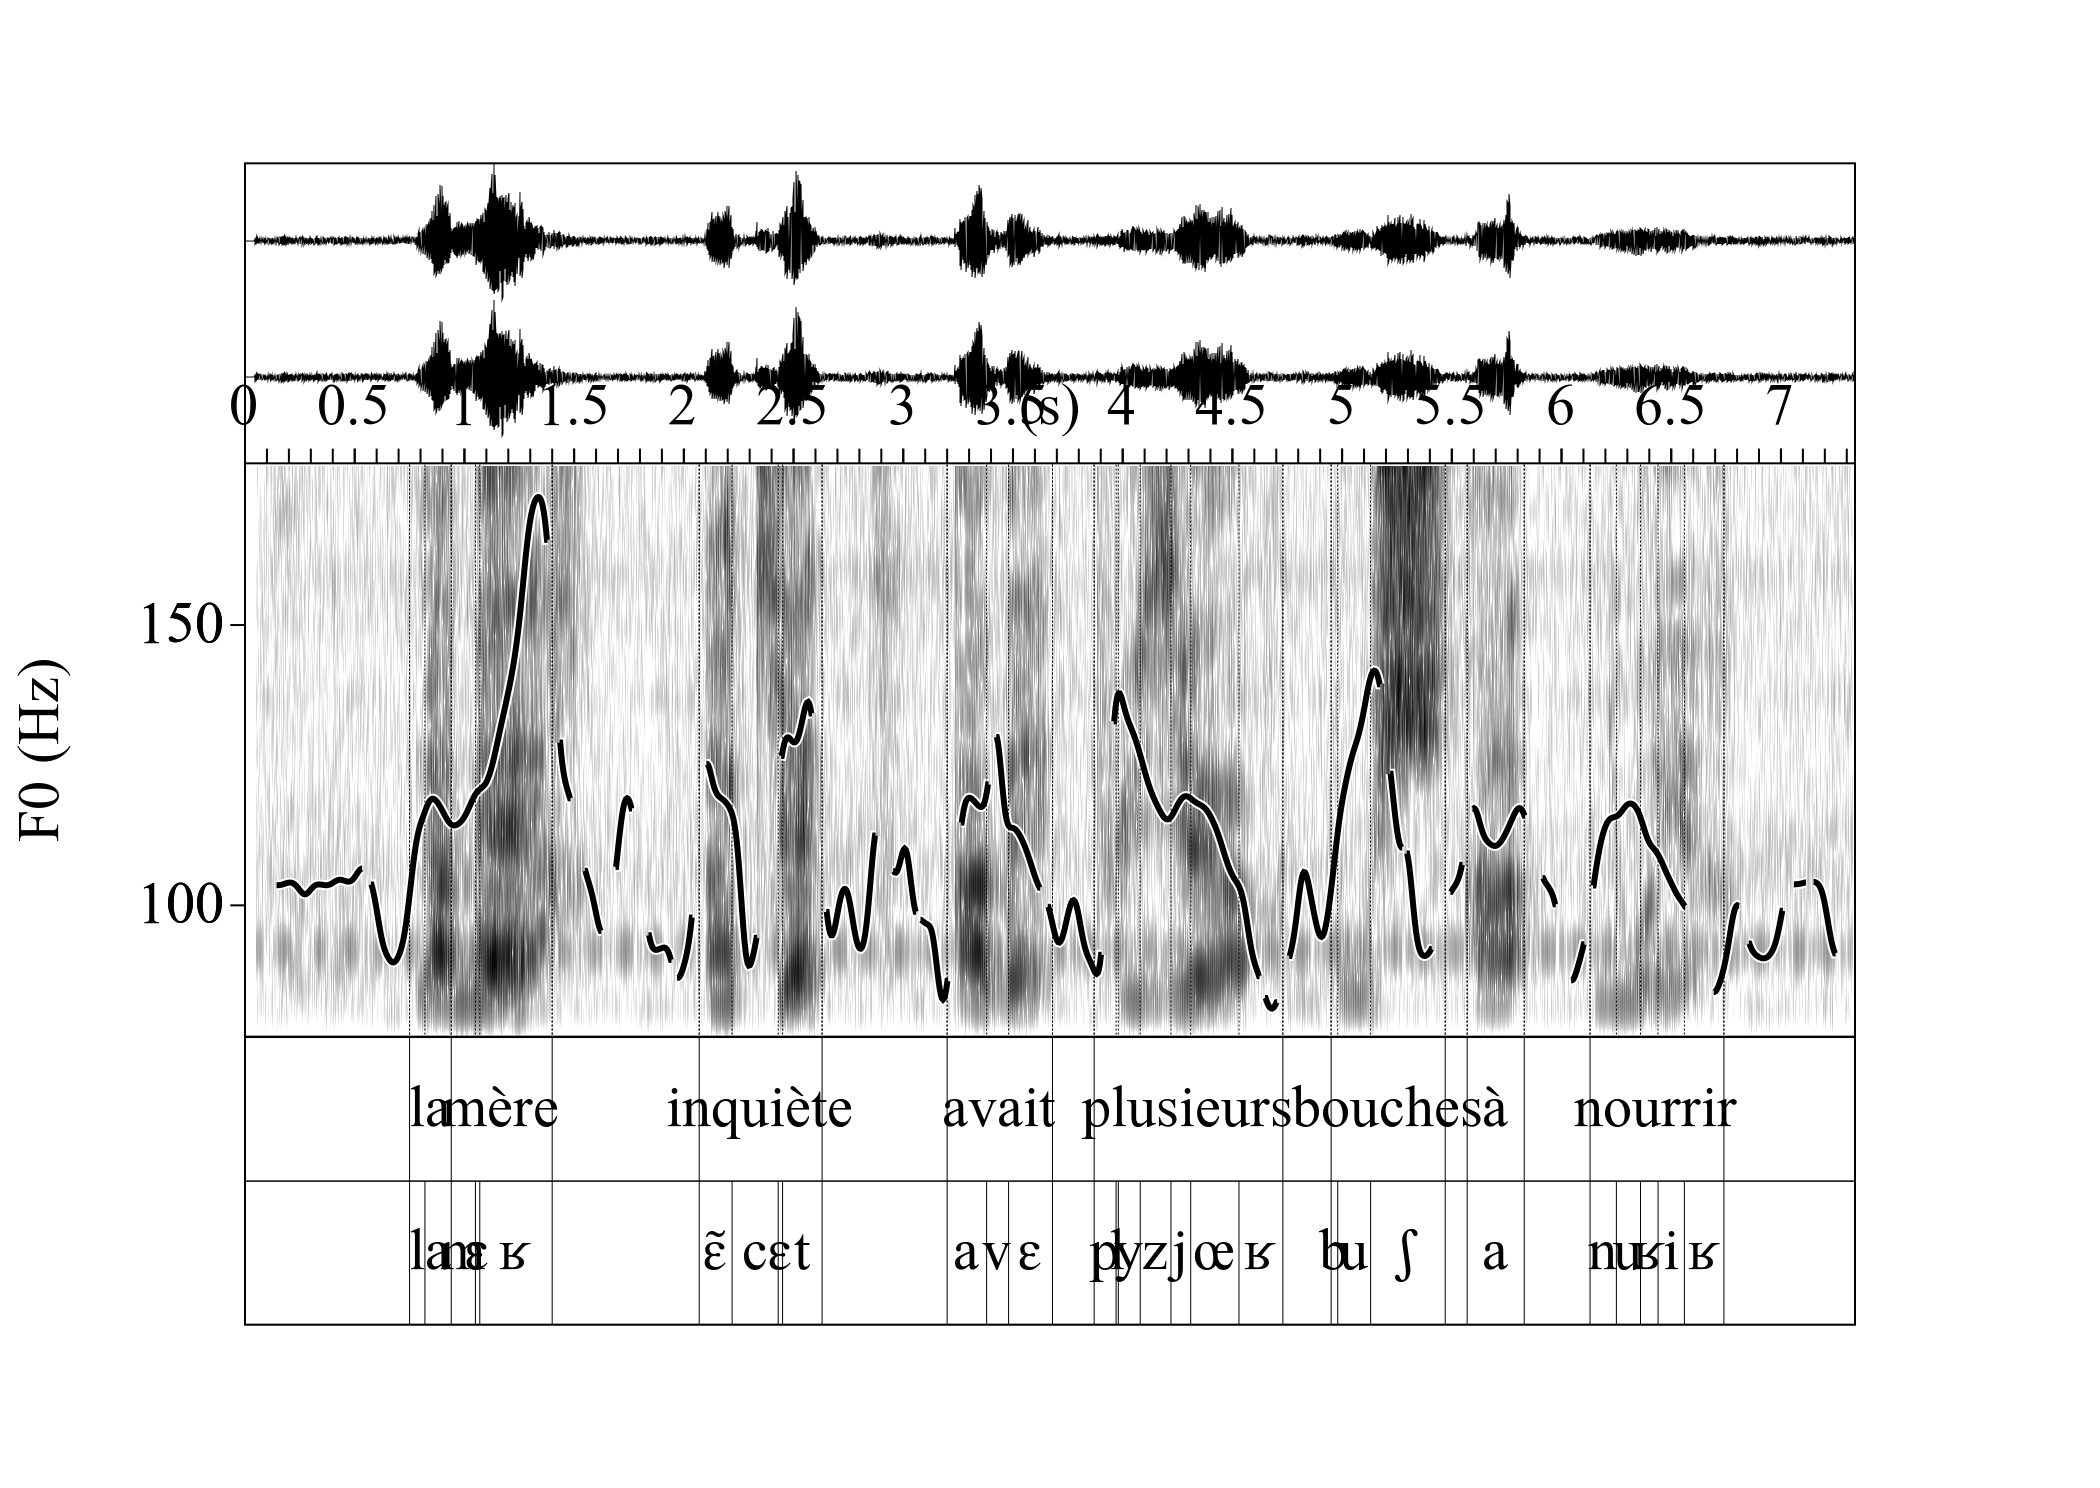 0 0.5 1 1.5 2 2.5 3 3.5 (s) 4 4.5 5 5.5 6 6.5 7
F0 (Hz)
150
100
la mère inquiète avait plusieurs bouches à nourrir
l a m ɛ ʁ ɛ̃ c ɛ t a v ɛ p l y z j œ ʁ b u ʃ a n u ʁ i ʁ